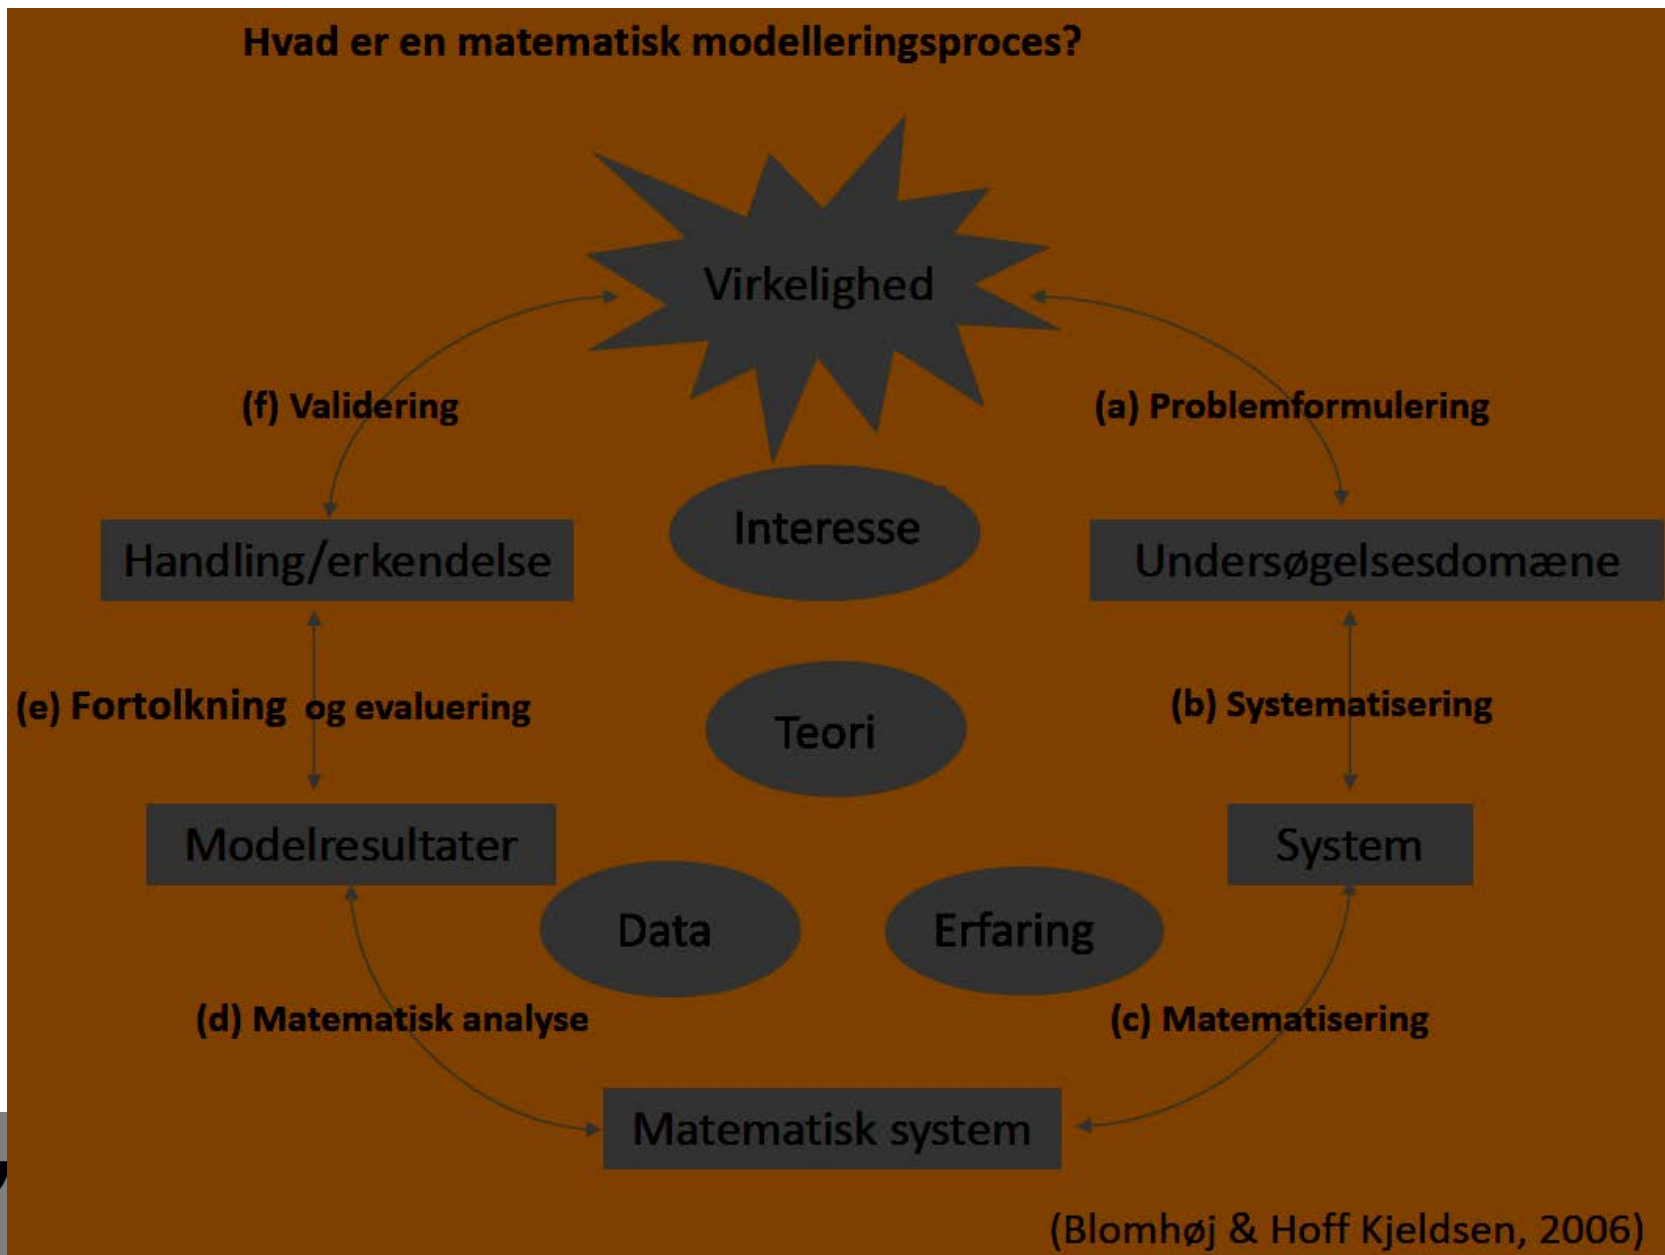 Hvad er en matematisk modelleringsproces?
Virkelighed
(f) Validering
(a) Problemformulering
Interesse
Handling/erkendelse
Undersøgelsesdomæne
(e) Fortolkning og evaluering
(b) Systematisering
Teori
Modelresultater
System
Data
Erfaring
(d) Matematisk analyse
(c) Matematisering
Matematisk system
(Blomhøj & Hoff Kjeldsen, 2006)